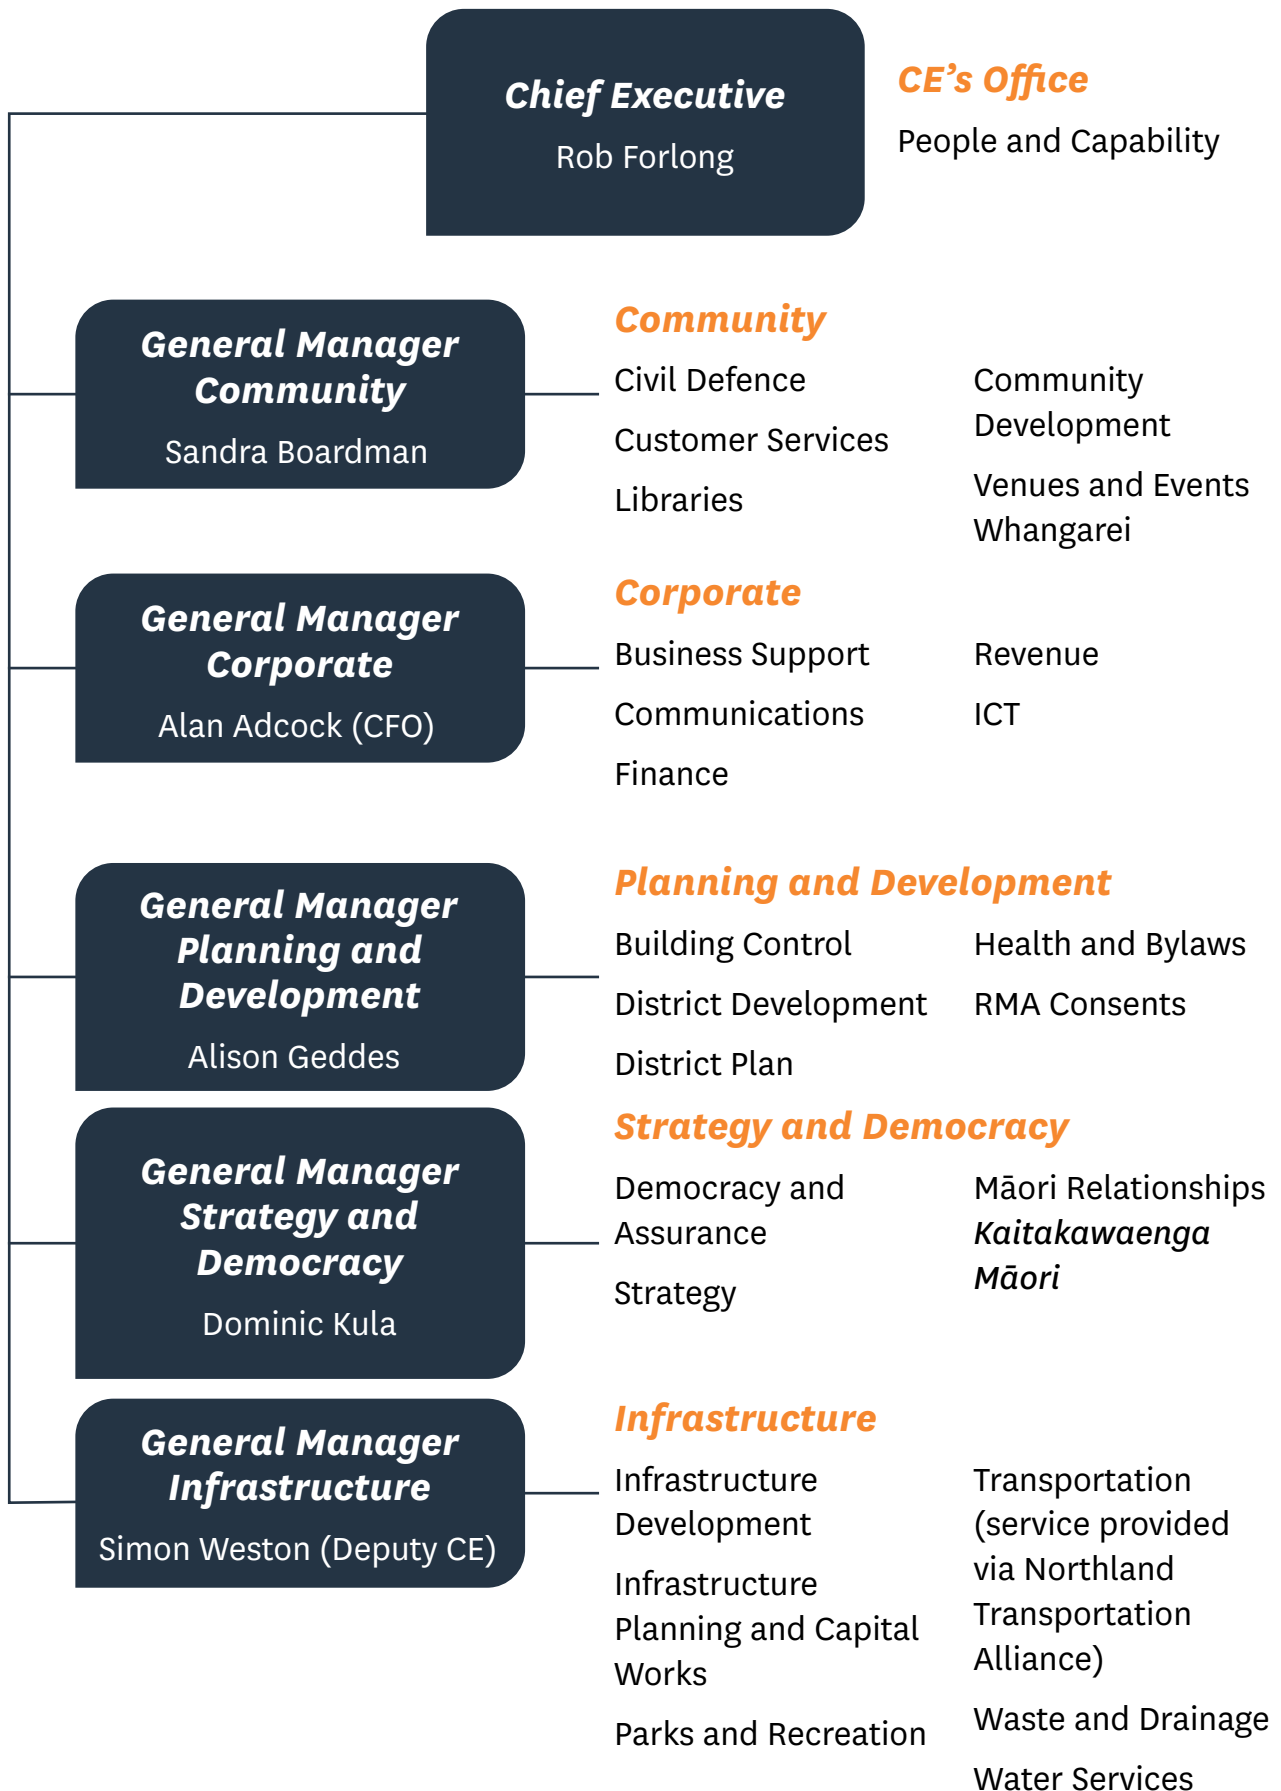 Chief Executive
Rob Forlong
CE’s Office
People and Capability
General Manager
Community
Sandra Boardman
Community
Civil Defence
Customer Services
Libraries
Community
Development
Venues and Events
Whangarei
General Manager
Corporate
Alan Adcock (CFO)
Corporate
Business Support
Communications
Finance
Revenue
ICT
General Manager
Planning and
Development
Alison Geddes
Planning and Development
Building Control
District Development
District Plan
Health and Bylaws
RMA Consents
General Manager
Strategy and
Democracy
Dominic Kula
Strategy and Democracy
Democracy and
Assurance
Strategy
Māori Relationships
Kaitakawaenga
Māori
General Manager
Infrastructure
Simon Weston (Deputy CE)
Infrastructure
Infrastructure
Development
Infrastructure
Planning and Capital
Works
Parks and Recreation
Transportation
(service provided
via Northland
Transportation
Alliance)
Waste and Drainage
Water Services